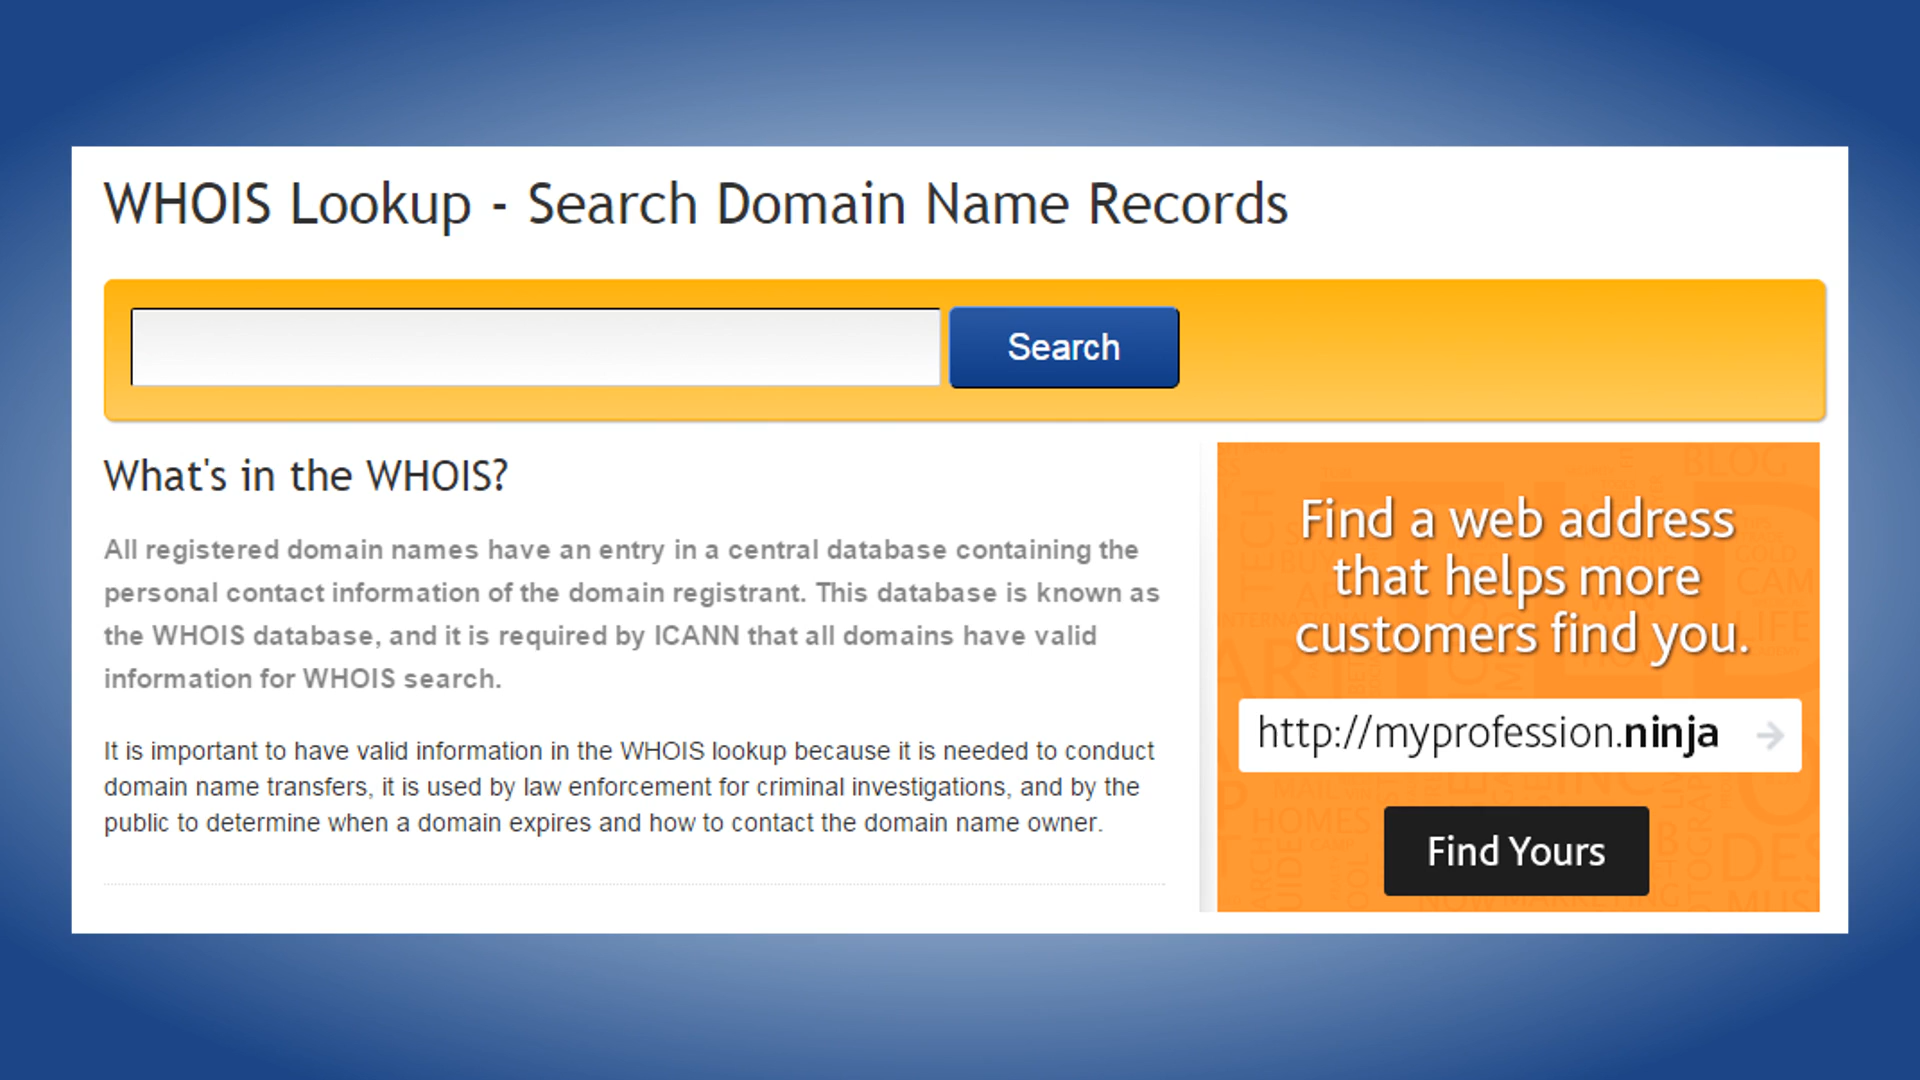 WHOIS Lookup - Search Domain Name Records
Search
What's in the WHOIS?
All registered domain names have an entry in a central database containing the
personal contact information of the domain registrant. This database is known as
the WHOIS database, and it is required by ICANN that all domains have valid
information for WHOIS search.
It is important to have valid information in the WHOIS lookup because it is needed to conduct
domain name transfers, it is used by law enforcement for criminal investigations, and by the
public to determine when a domain expires and how to contact the domain name owner.
Find a web address
that helps more
customers find you.
http://myprofession.ninja
Find Yours